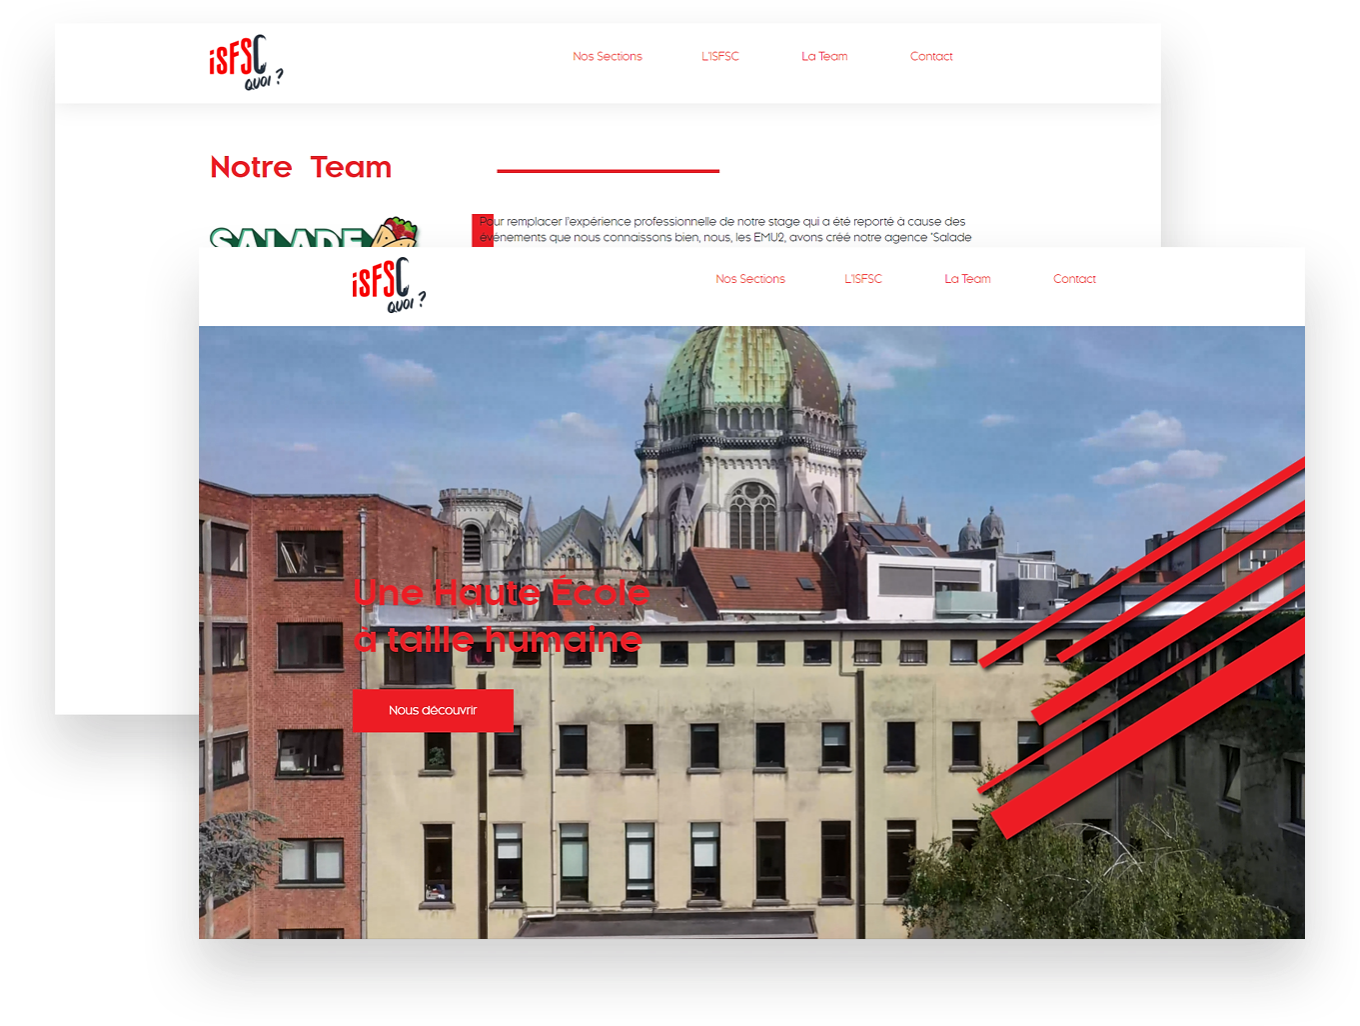 iSFSC
QUOI ?
Nos Sections
L'ISFSC
La Team
Contact
Notre Team
SALADE
Pour remplacer l'expérience professionnelle de notre stage qui a été reporté à cause des
événements que nous connaissons bien, nous, les EMU2, avons créé notre agence "Salade
iSFSC
QUOI ?
Nos Sections
L'ISFSC
La Team
Contact
Une Haute École
à taille humaine
Nous découvrir